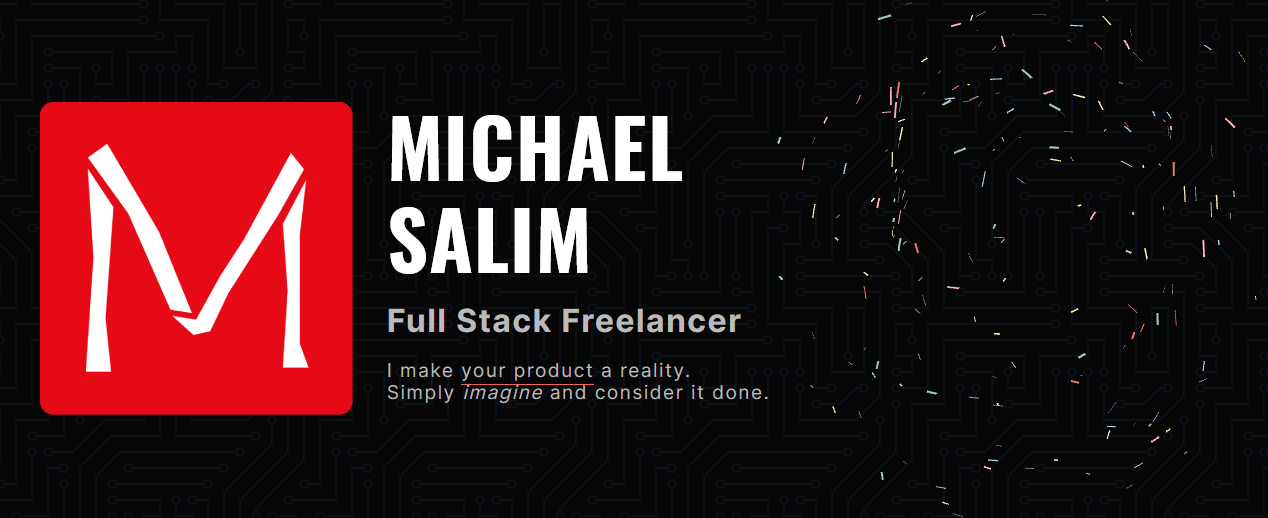 M
MICHAEL
SALIM
Full Stack Freelancer
I make your product a reality.
Simply imagine and consider it done.